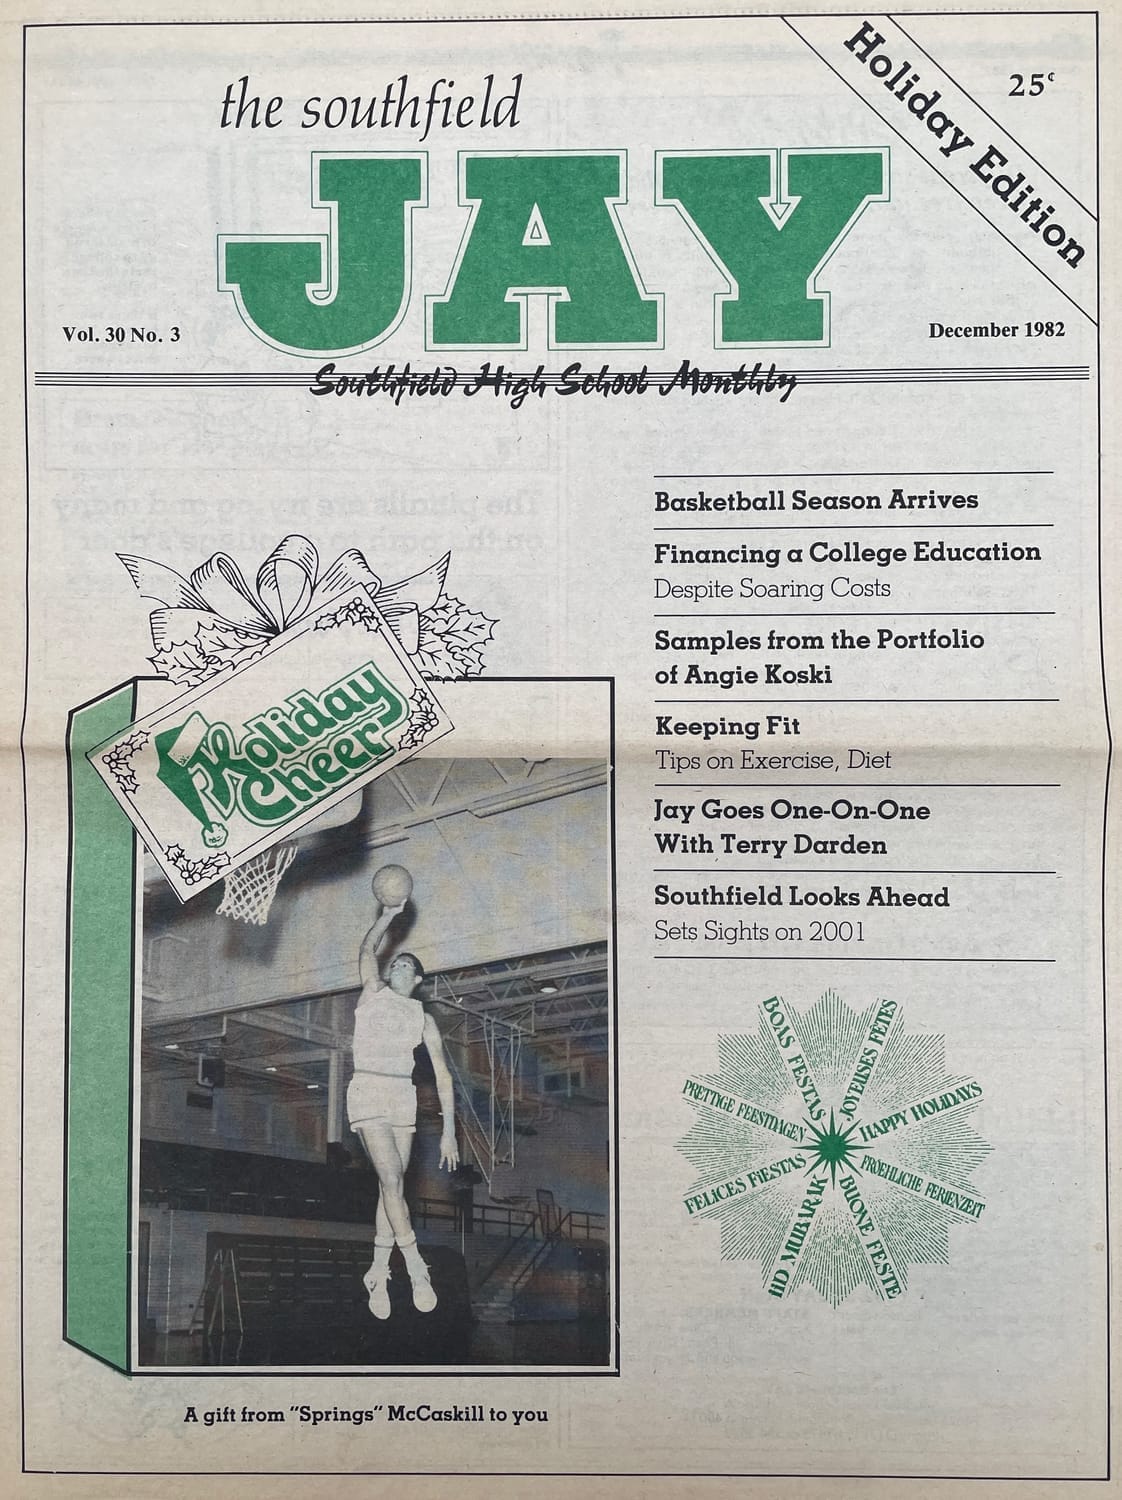 the southfield
JAY
25¢
Holiday Edition
Vol. 30 No. 3
December 1982
Southfield High School Monthly
Basketball Season Arrives
Financing a College Education
Despite Soaring Costs
Samples from the Portfolio
of Angie Koski
Keeping Fit
Tips on Exercise, Diet
Jay Goes One-On-One
With Terry Darden
Southfield Looks Ahead
Sets Sights on 2001
Holiday
Cheer
BOAS FESTAS
JOYEUSES FÊTES
HAPPY HOLIDAYS
FROEHLICHE FERIENZEIT
BUONE FESTE
IID MUBARAK
FELICES FIESTAS
PRETTIGE FEESTDAGEN
A gift from "Springs" McCaskill to you